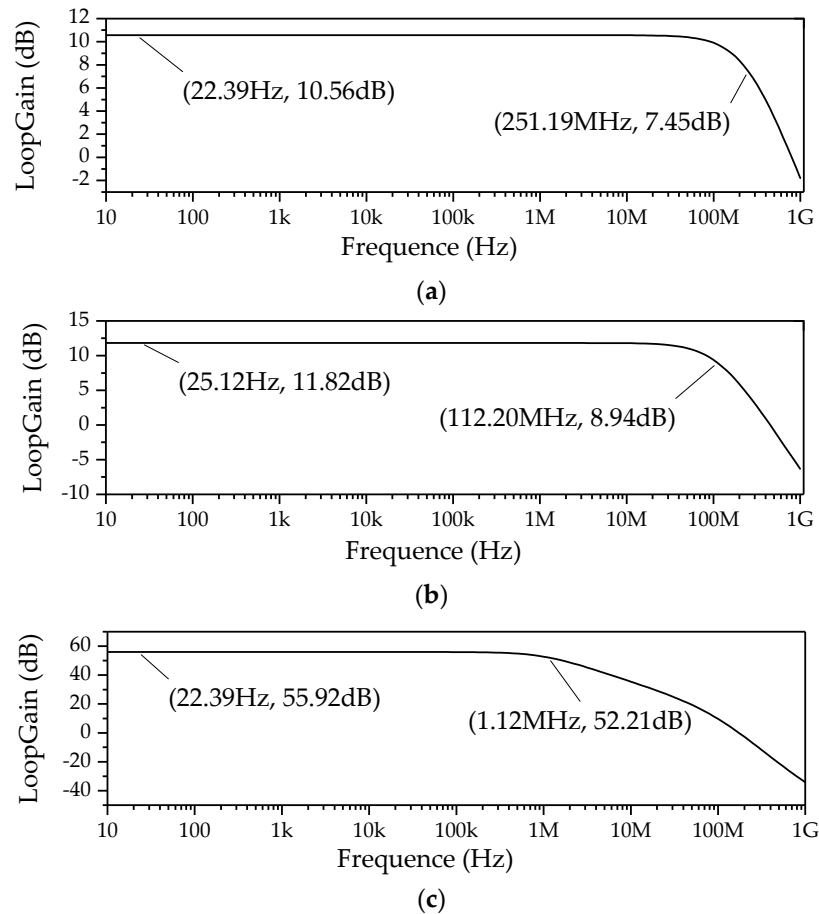 12
10
8
6
4
2
0
-2
LoopGain (dB)
(22.39Hz, 10.56dB)
(251.19MHz, 7.45dB)
10 100 1k 10k 100k 1M 10M 100M 1G
Frequence (Hz)
(a)
15
10
5
0
-5
-10
LoopGain (dB)
(25.12Hz, 11.82dB)
(112.20MHz, 8.94dB)
10 100 1k 10k 100k 1M 10M 100M 1G
Frequence (Hz)
(b)
60
40
20
0
-20
-40
LoopGain (dB)
(22.39Hz, 55.92dB)
(1.12MHz, 52.21dB)
10 100 1k 10k 100k 1M 10M 100M 1G
Frequence (Hz)
(c)